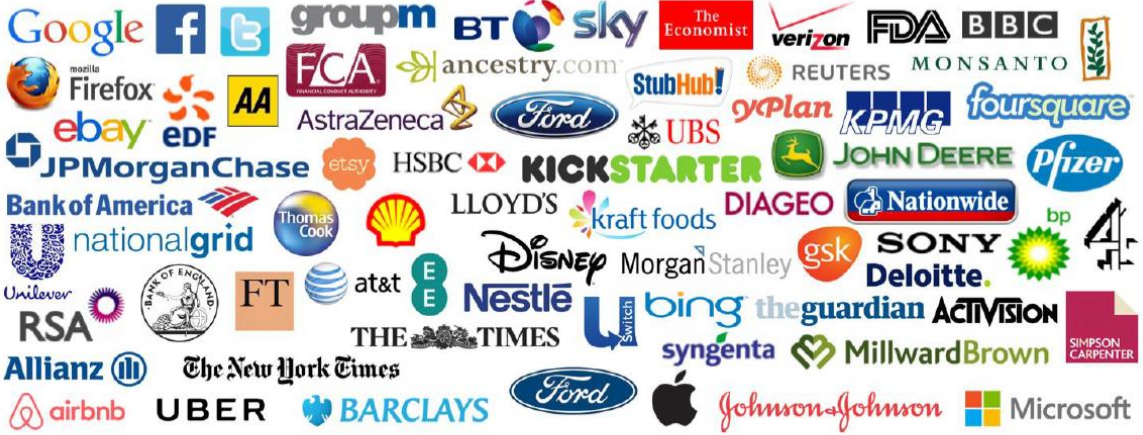 Google
groupm
BT
sky
The
Economist
verizon
FDA
BBC
mozilla
Firefox
FCA
FINANCIAL CONDUCT AUTHORITY
ancestry.com
StubHub!
REUTERS
MONSANTO
AA
ebay
edF
AstraZeneca
Ford
UBS
yPlan
KPMG
foursquare
JPMorganChase
etsy
HSBC
KICKSTARTER
JOHN DEERE
Pfizer
Bank of America
Thomas
Cook
LLOYD'S
kraft foods
DIAGEO
Nationwide
bp
4
nationalgrid
Unilever
DISNEY
Morgan Stanley
gsk
SONY
Deloitte.
RSA
BANK OF ENGLAND
FT
at&t
EE
Nestlé
uSwitch
bing
theguardian
ACTIVISION
SIMPSON
CARPENTER
THE TIMES
syngenta
MillwardBrown
Allianz
The New York Times
airbnb
UBER
BARCLAYS
Ford
Johnson & Johnson
Microsoft